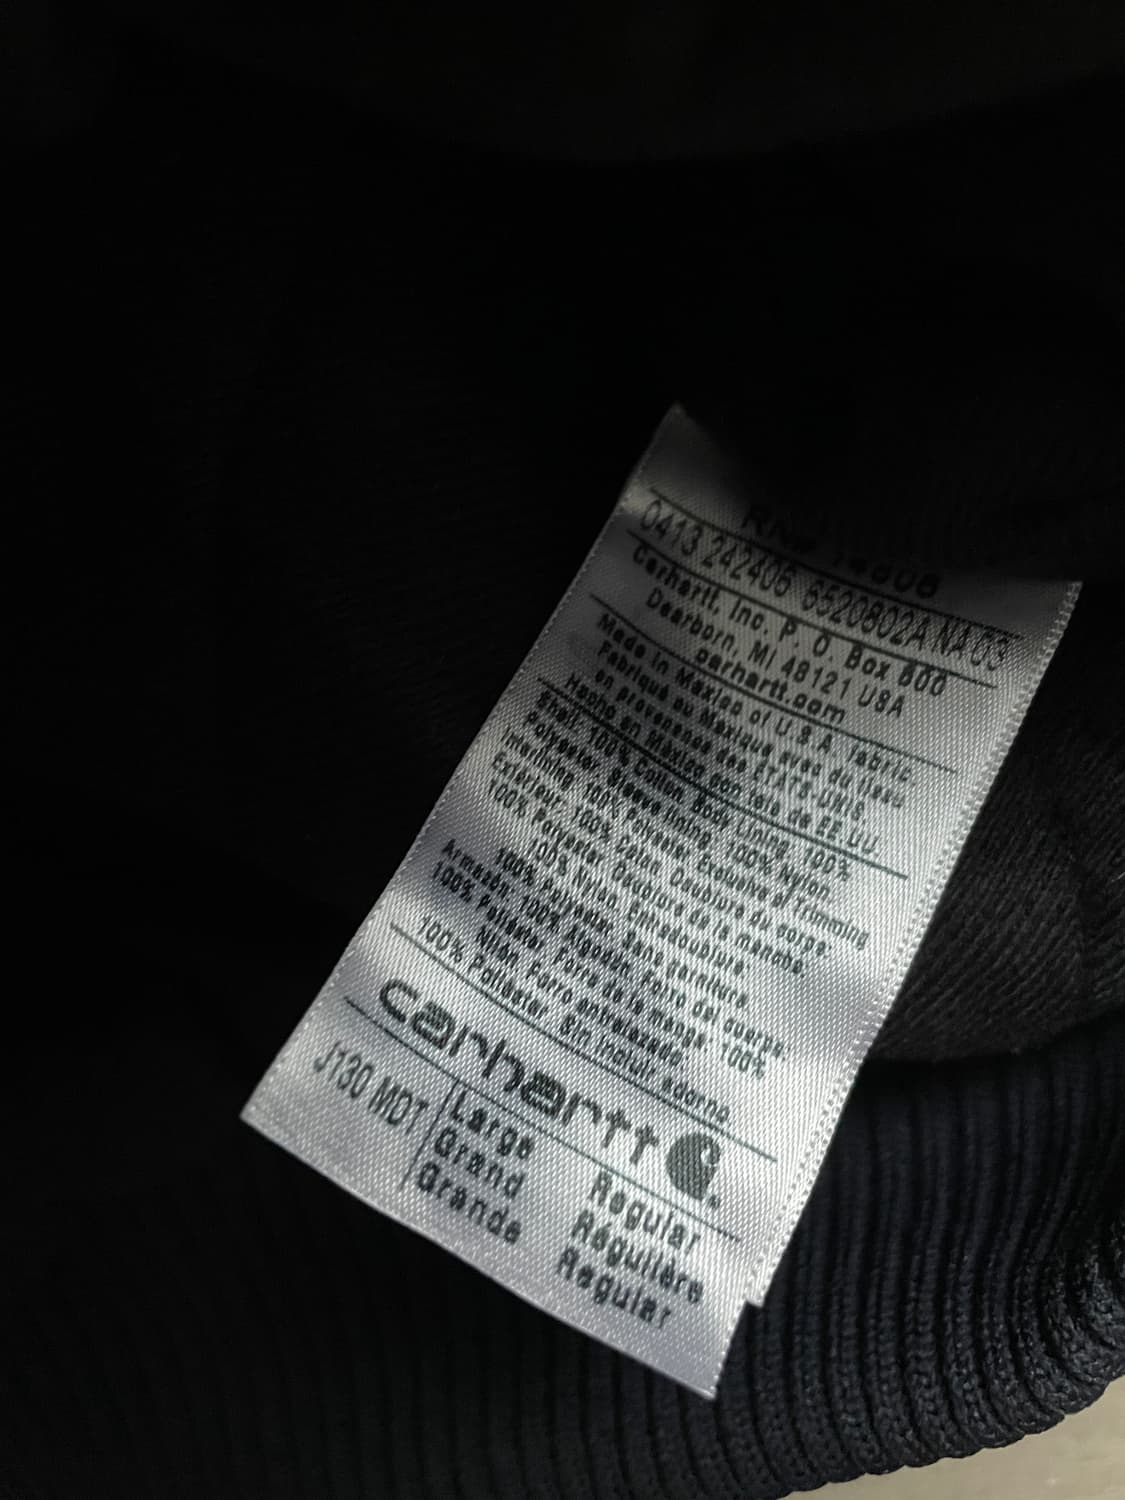 RN# 14806
0413 242406 6520802A NA 03
Carhartt, Inc. P. O. Box 600
Dearborn, MI 48121 USA
carhartt.com
Made in Mexico of U.S.A. fabric.
Fabriqué au Mexique avec du tissu
en provenance des ÉTATS-UNIS.
Hecho en México con tela de EE.UU.
Shell, 100% Cotton, Body Lining, 100%
Polyester, Sleeve Lining, 100% Nylon,
Interlining, 100% Polyester, Exclusive of Trimming
Extérieur, 100% Coton, Doublure du corps,
100% Polyester, Doublure de la manche,
100% Nylon, Entredoublure,
100% Polyester, Sans garniture.
Armazón, 100% Algodón, Forro del cuerpo,
100% Poliéster, Forro de la manga, 100%
Nilon, Forro entretelado,
100% Poliéster, Sin incluir adorno.
carhartt
J130 MDT
Large
Grand
Grande
Regular
Régulière
Regular